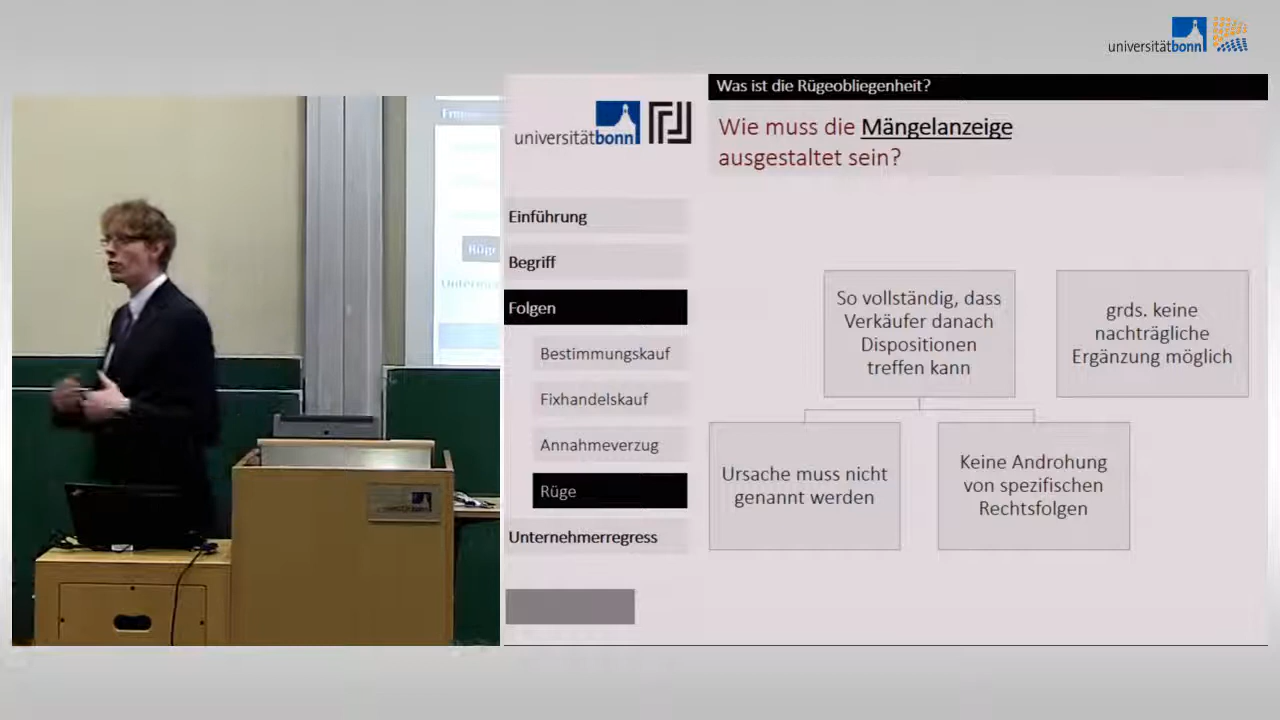 universitätbonn
Was ist die Rügeobliegenheit?
universitätbonn
Wie muss die Mängelanzeige
ausgestaltet sein?
Einführung
Begriff
Folgen
Bestimmungskauf
Fixhandelskauf
Annahmeverzug
Rüge
Unternehmerregress
So vollständig, dass
Verkäufer danach
Dispositionen
treffen kann
grds. keine
nachträgliche
Ergänzung möglich
Ursache muss nicht
genannt werden
Keine Androhung
von spezifischen
Rechtsfolgen